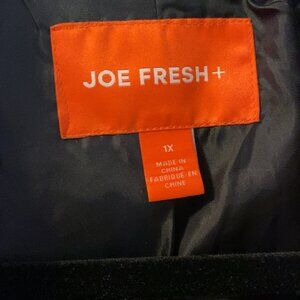 JOE FRESH+
1X
MADE IN
CHINA
FABRIQUÉ EN
CHINE